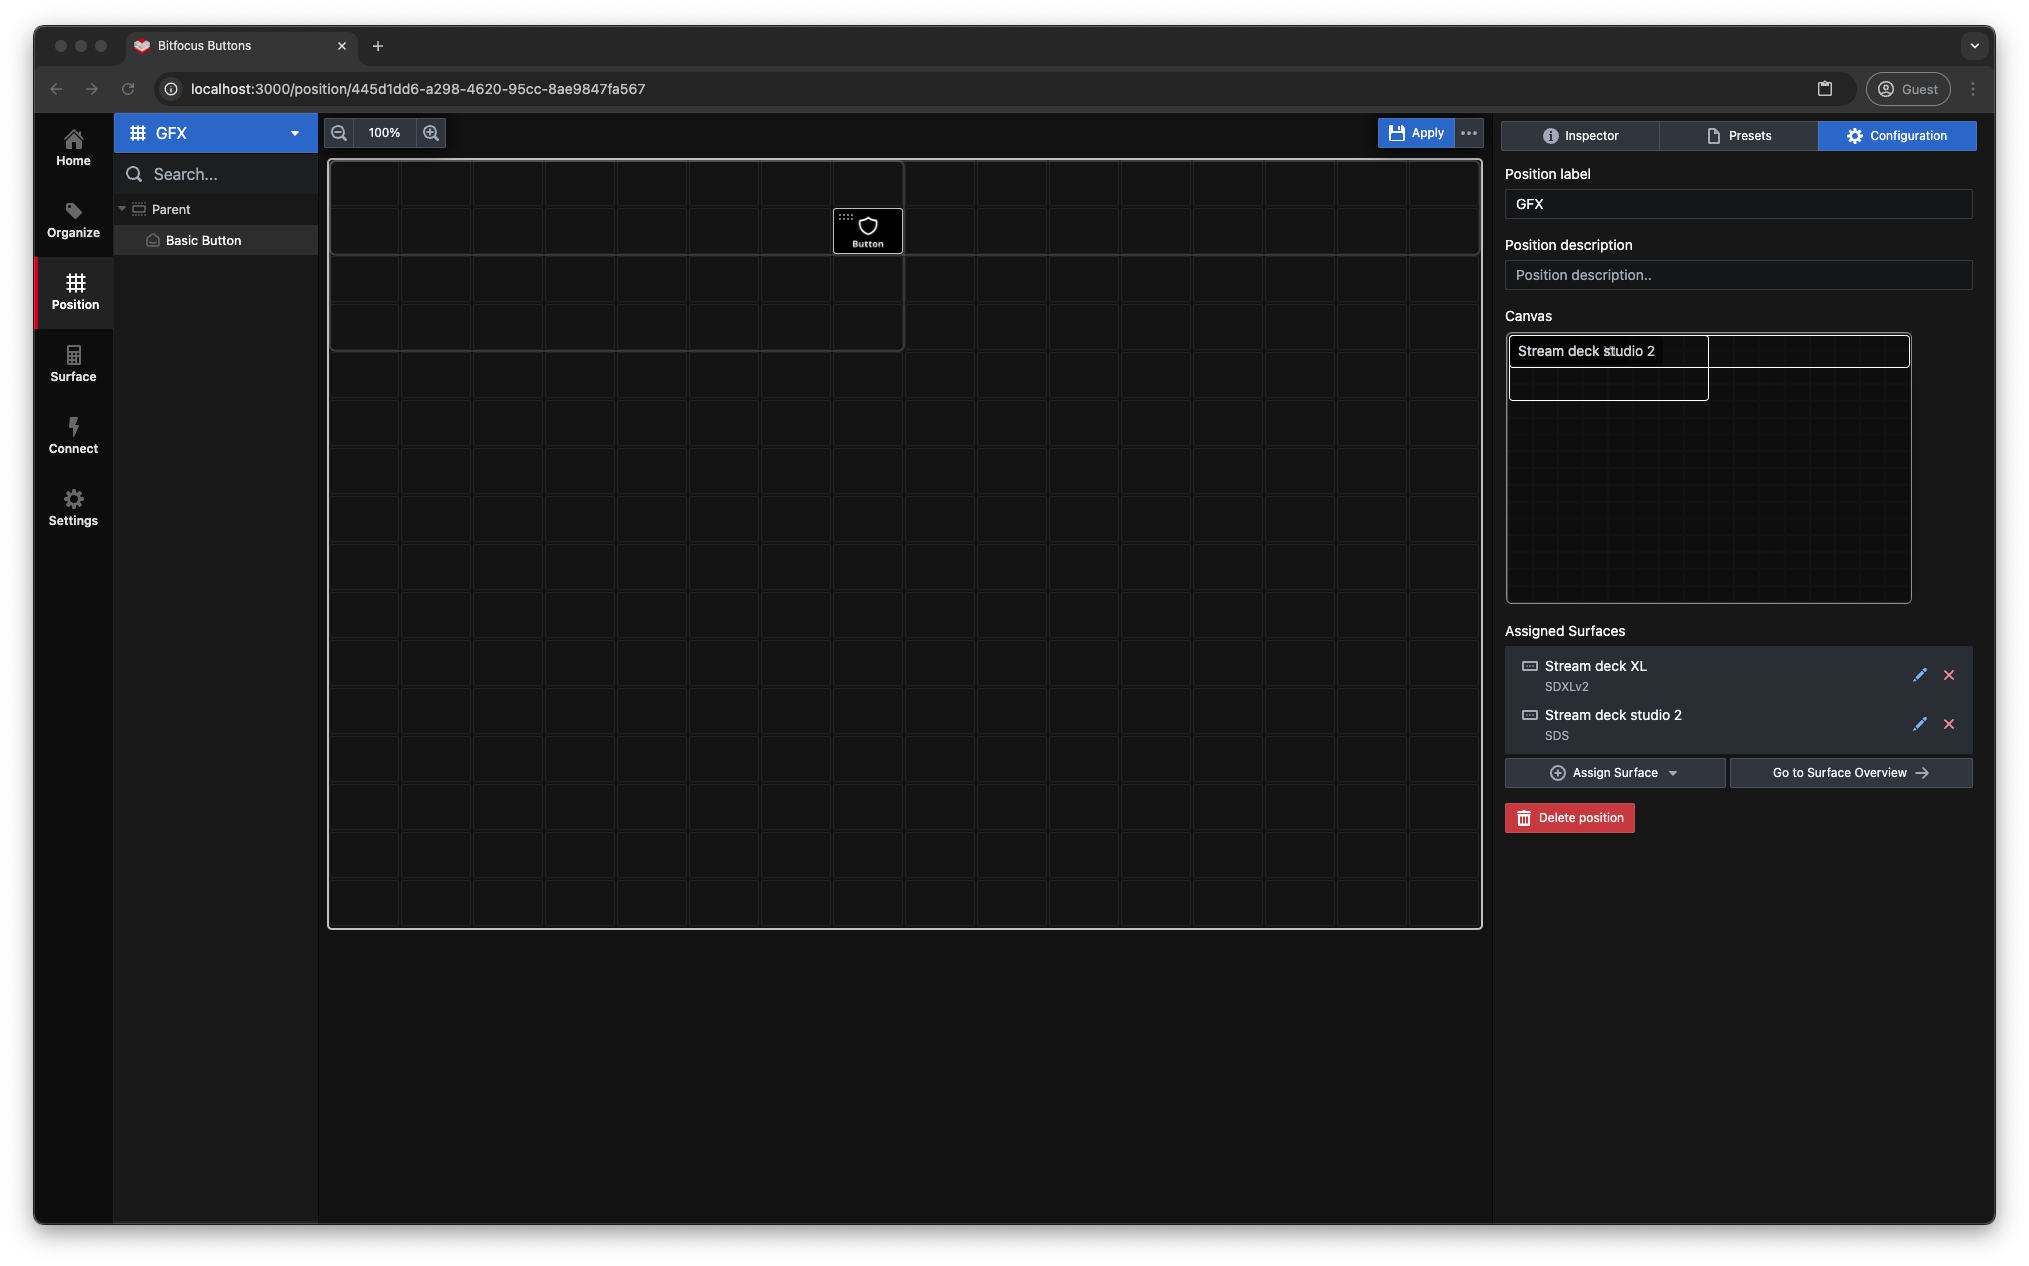 Bitfocus Buttons
localhost:3000/position/445d1dd6-a298-4620-95cc-8ae9847fa567
Guest
Home
Organize
Position
Surface
Connect
Settings
GFX
Search...
Parent
Basic Button
100%
Apply
Button
Inspector
Presets
Configuration
Position label
GFX
Position description
Position description..
Canvas
Stream deck studio 2
Assigned Surfaces
Stream deck XL
SDXLv2
Stream deck studio 2
SDS
Assign Surface
Go to Surface Overview
Delete position